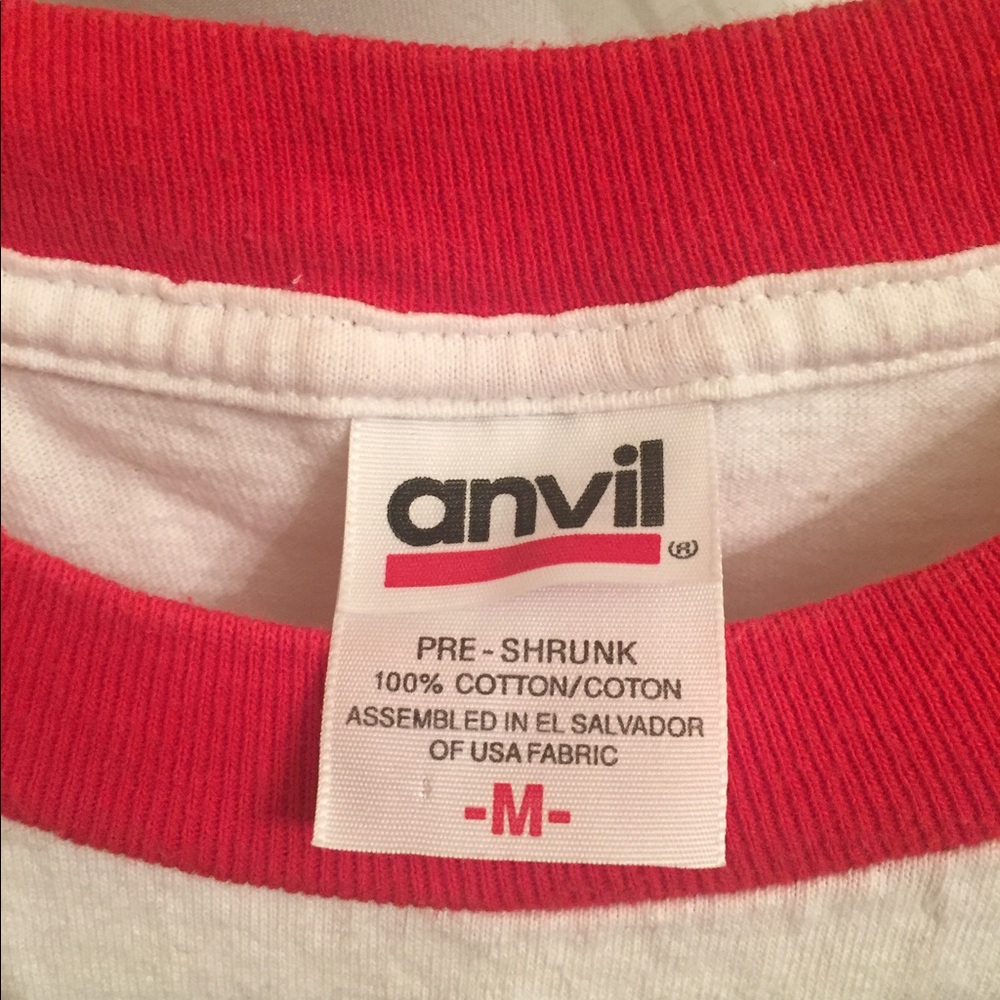 anvil
(R)
PRE-SHRUNK
100% COTTON/COTON
ASSEMBLED IN EL SALVADOR
OF USA FABRIC
-M-